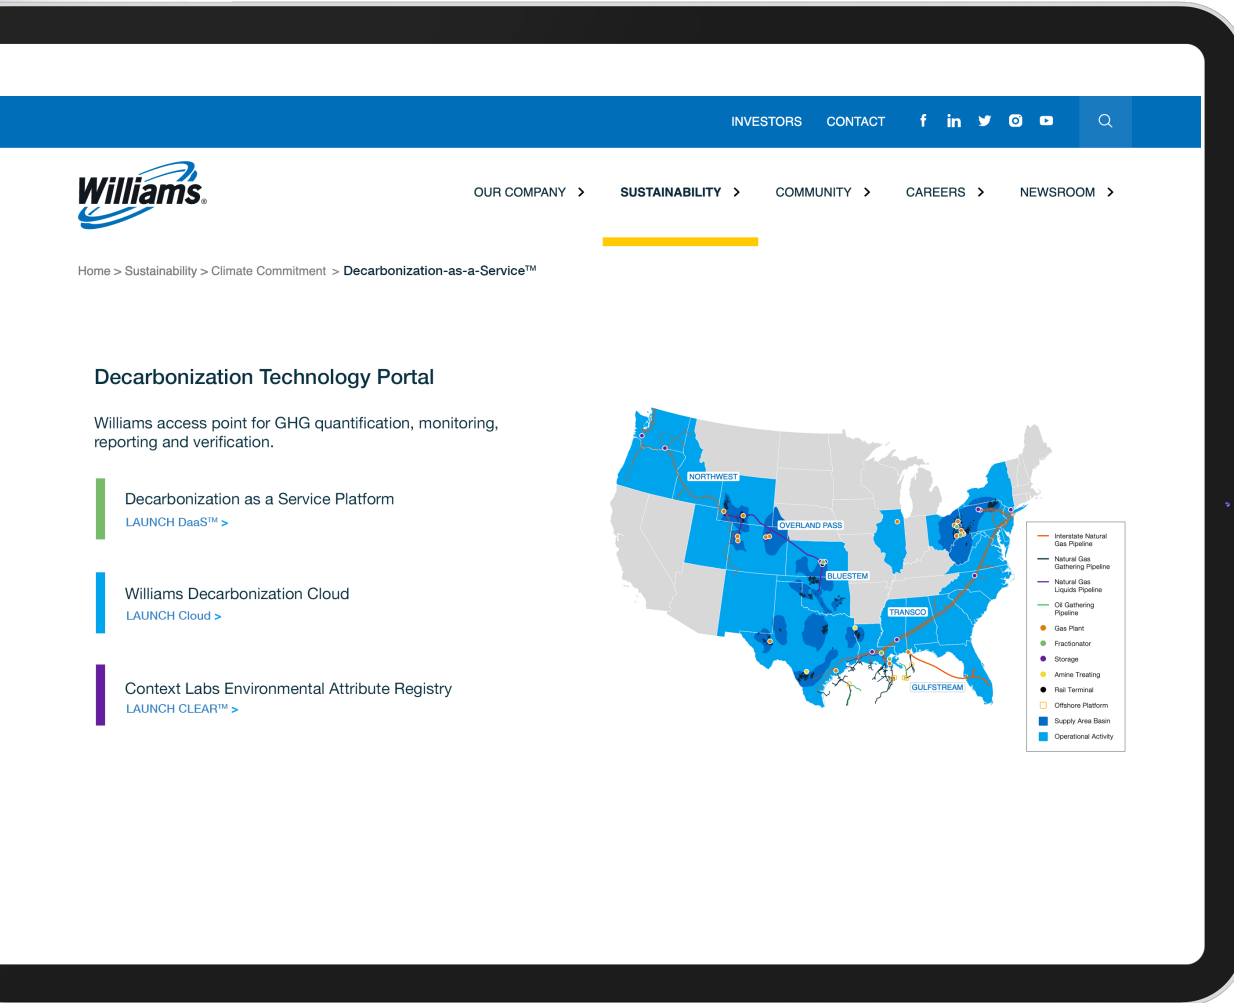 INVESTORS CONTACT
Williams®
OUR COMPANY > SUSTAINABILITY > COMMUNITY > CAREERS > NEWSROOM >
Home > Sustainability > Climate Commitment > Decarbonization-as-a-Service™
Decarbonization Technology Portal
Williams access point for GHG quantification, monitoring,
reporting and verification.
Decarbonization as a Service Platform
LAUNCH DaaS™ >
Williams Decarbonization Cloud
LAUNCH Cloud >
Context Labs Environmental Attribute Registry
LAUNCH CLEAR™ >
NORTHWEST
OVERLAND PASS
BLUESTEM
TRANSCO
GULFSTREAM
Interstate Natural
Gas Pipeline
Natural Gas
Gathering Pipeline
Natural Gas
Liquids Pipeline
Oil Gathering
Pipeline
Gas Plant
Fractionator
Storage
Amine Treating
Rail Terminal
Offshore Platform
Supply Area Basin
Operational Activity